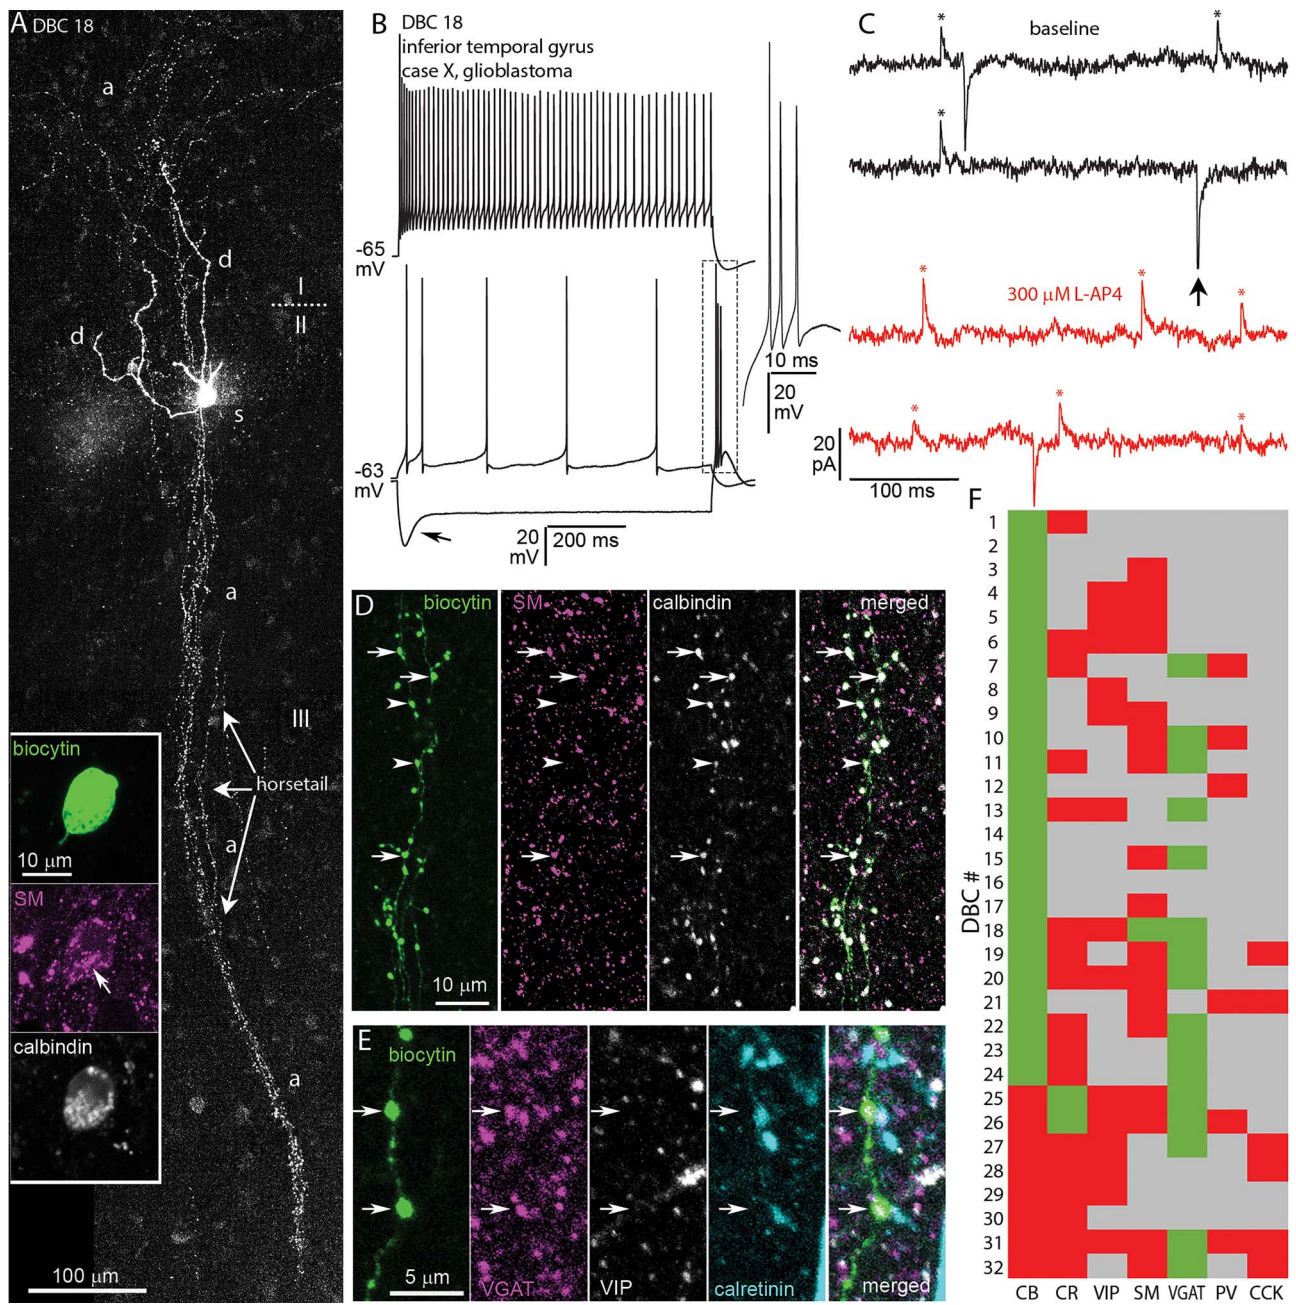 A DBC 18
a
d
I
II
d
s
a
III
horsetail
a
a
biocytin
10 μm
SM
calbindin
100 μm
B DBC 18
inferior temporal gyrus
case X, glioblastoma
-65
mV
-63
mV
20
mV
200 ms
10 ms
20
mV
C
baseline
* *
*
300 μM L-AP4
* * *
* * *
20
pA
100 ms
D biocytin SM calbindin merged
10 μm
E biocytin
5 μm VGAT VIP calretinin merged
F
DBC #
1
2
3
4
5
6
7
8
9
10
11
12
13
14
15
16
17
18
19
20
21
22
23
24
25
26
27
28
29
30
31
32
CB CR VIP SM VGAT PV CCK